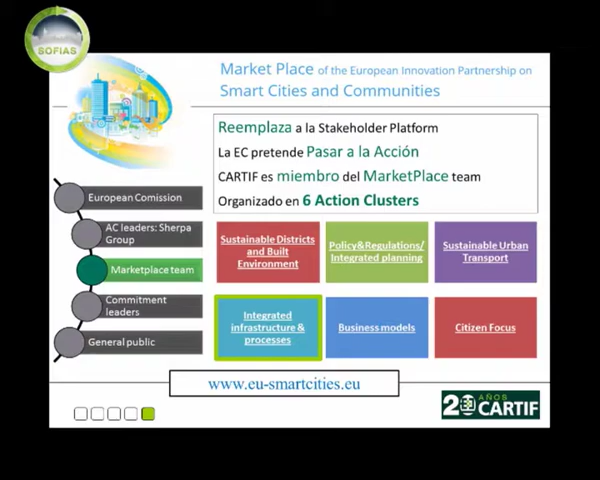 SOFIAS
Market Place of the European Innovation Partnership on
Smart Cities and Communities
Reemplaza a la Stakeholder Platform
La EC pretende Pasar a la Acción
CARTIF es miembro del MarketPlace team
Organizado en 6 Action Clusters
European Comission
AC leaders: Sherpa
Group
Marketplace team
Commitment
leaders
General public
Sustainable Districts
and Built
Environment
Policy&Regulations/
Integrated planning
Sustainable Urban
Transport
Integrated
infrastructure &
processes
Business models
Citizen Focus
www.eu-smartcities.eu
20 AÑOS
CARTIF